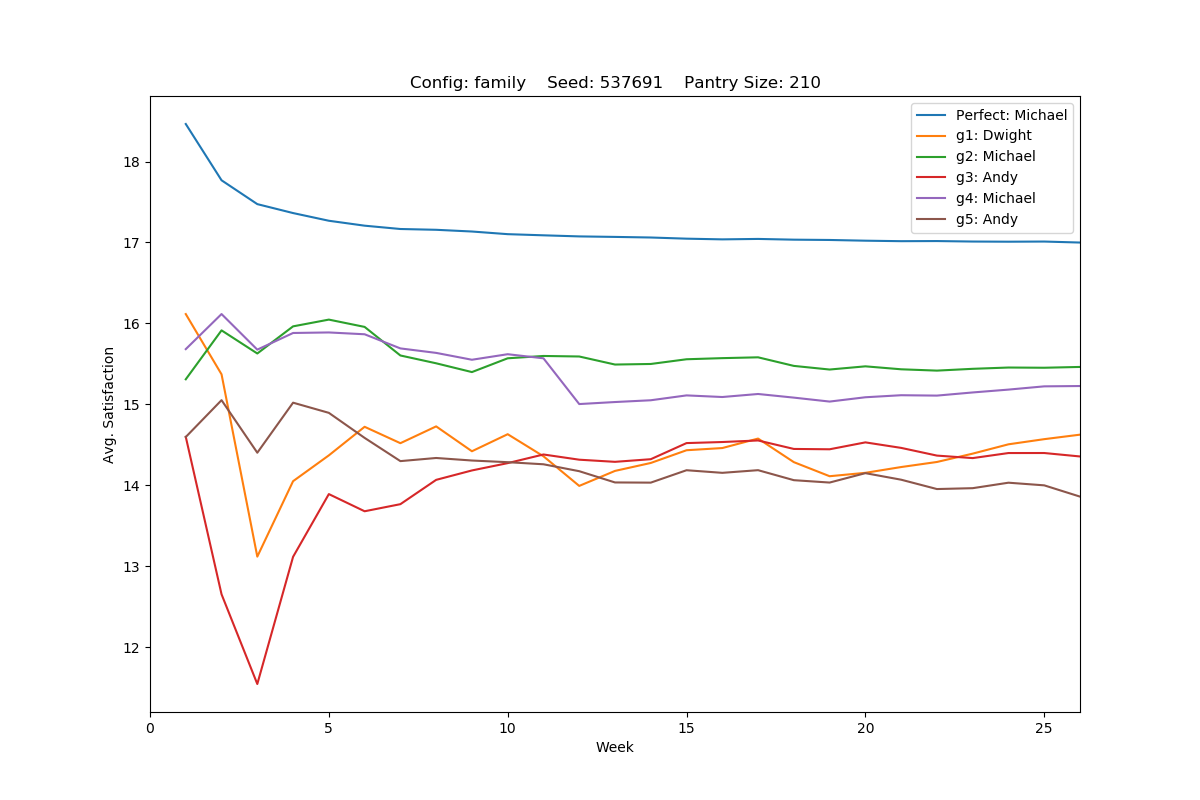 Config: family    Seed: 537691    Pantry Size: 210
Perfect: Michael
g1: Dwight
g2: Michael
g3: Andy
g4: Michael
g5: Andy
Avg. Satisfaction
18
17
16
15
14
13
12
0 5 10 15 20 25
Week